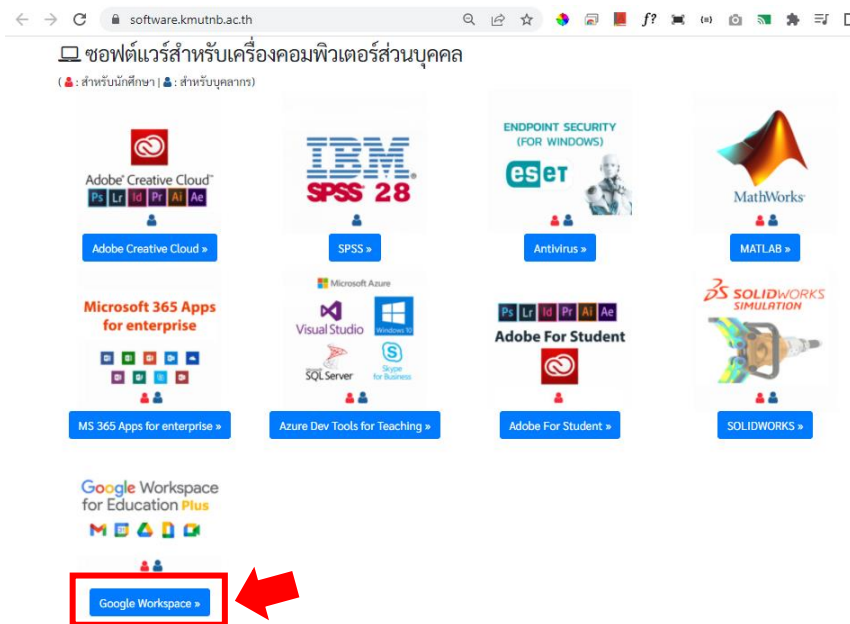 software.kmutnb.ac.th
ซอฟต์แวร์สำหรับเครื่องคอมพิวเตอร์ส่วนบุคคล
( : สำหรับนักศึกษา | : สำหรับบุคลากร)
Adobe® Creative Cloud™
Ps Lr Id Pr Ai Ae
Adobe Creative Cloud »
IBM®
SPSS 28
SPSS »
ENDPOINT SECURITY
(FOR WINDOWS)
eset
Antivirus »
MathWorks
MATLAB »
Microsoft 365 Apps
for enterprise
MS 365 Apps for enterprise »
Microsoft Azure
Visual Studio
Windows 10
SQL Server
Skype
for Business
Azure Dev Tools for Teaching »
Ps Lr Id Pr Ai Ae
Adobe For Student
Adobe For Student »
SOLIDWORKS
SIMULATION
SOLIDWORKS »
Google Workspace
for Education Plus
Google Workspace »